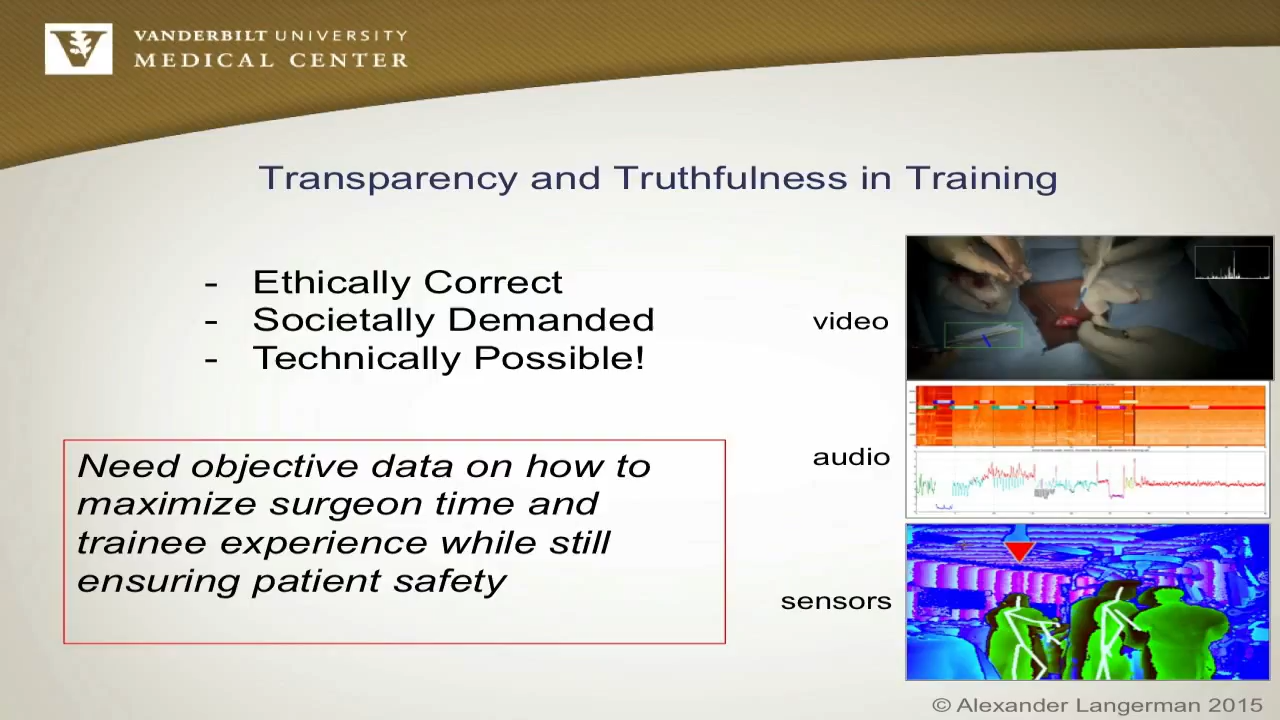 VANDERBILT UNIVERSITY
MEDICAL CENTER
Transparency and Truthfulness in Training
- Ethically Correct
- Societally Demanded
- Technically Possible!
video
audio
Need objective data on how to
maximize surgeon time and
trainee experience while still
ensuring patient safety
sensors
© Alexander Langerman 2015